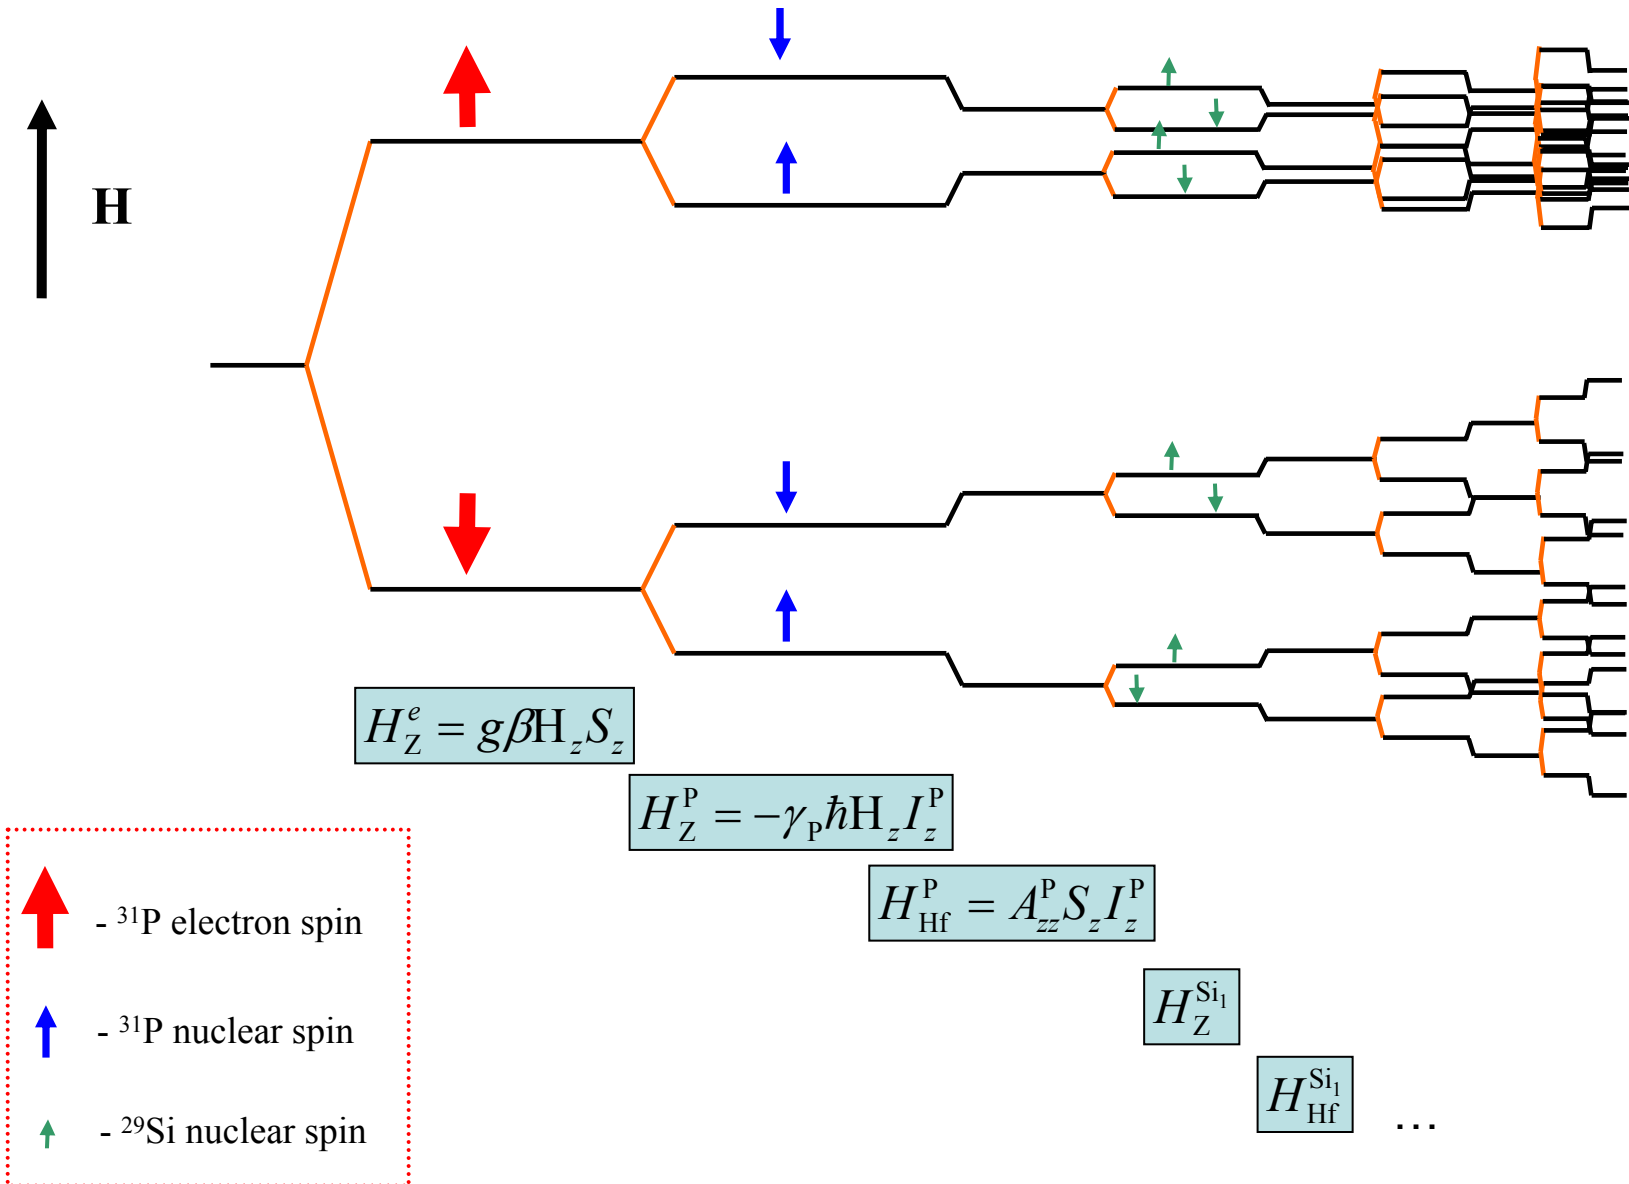 H
H_Z^e = gβH_zS_z
H_Z^P = −γ_PℏH_zI_z^P
H_Hf^P = A_zz^PS_zI_z^P
H_Z^Si₁
H_Hf^Si₁
...
- ³¹P electron spin
- ³¹P nuclear spin
- ²⁹Si nuclear spin